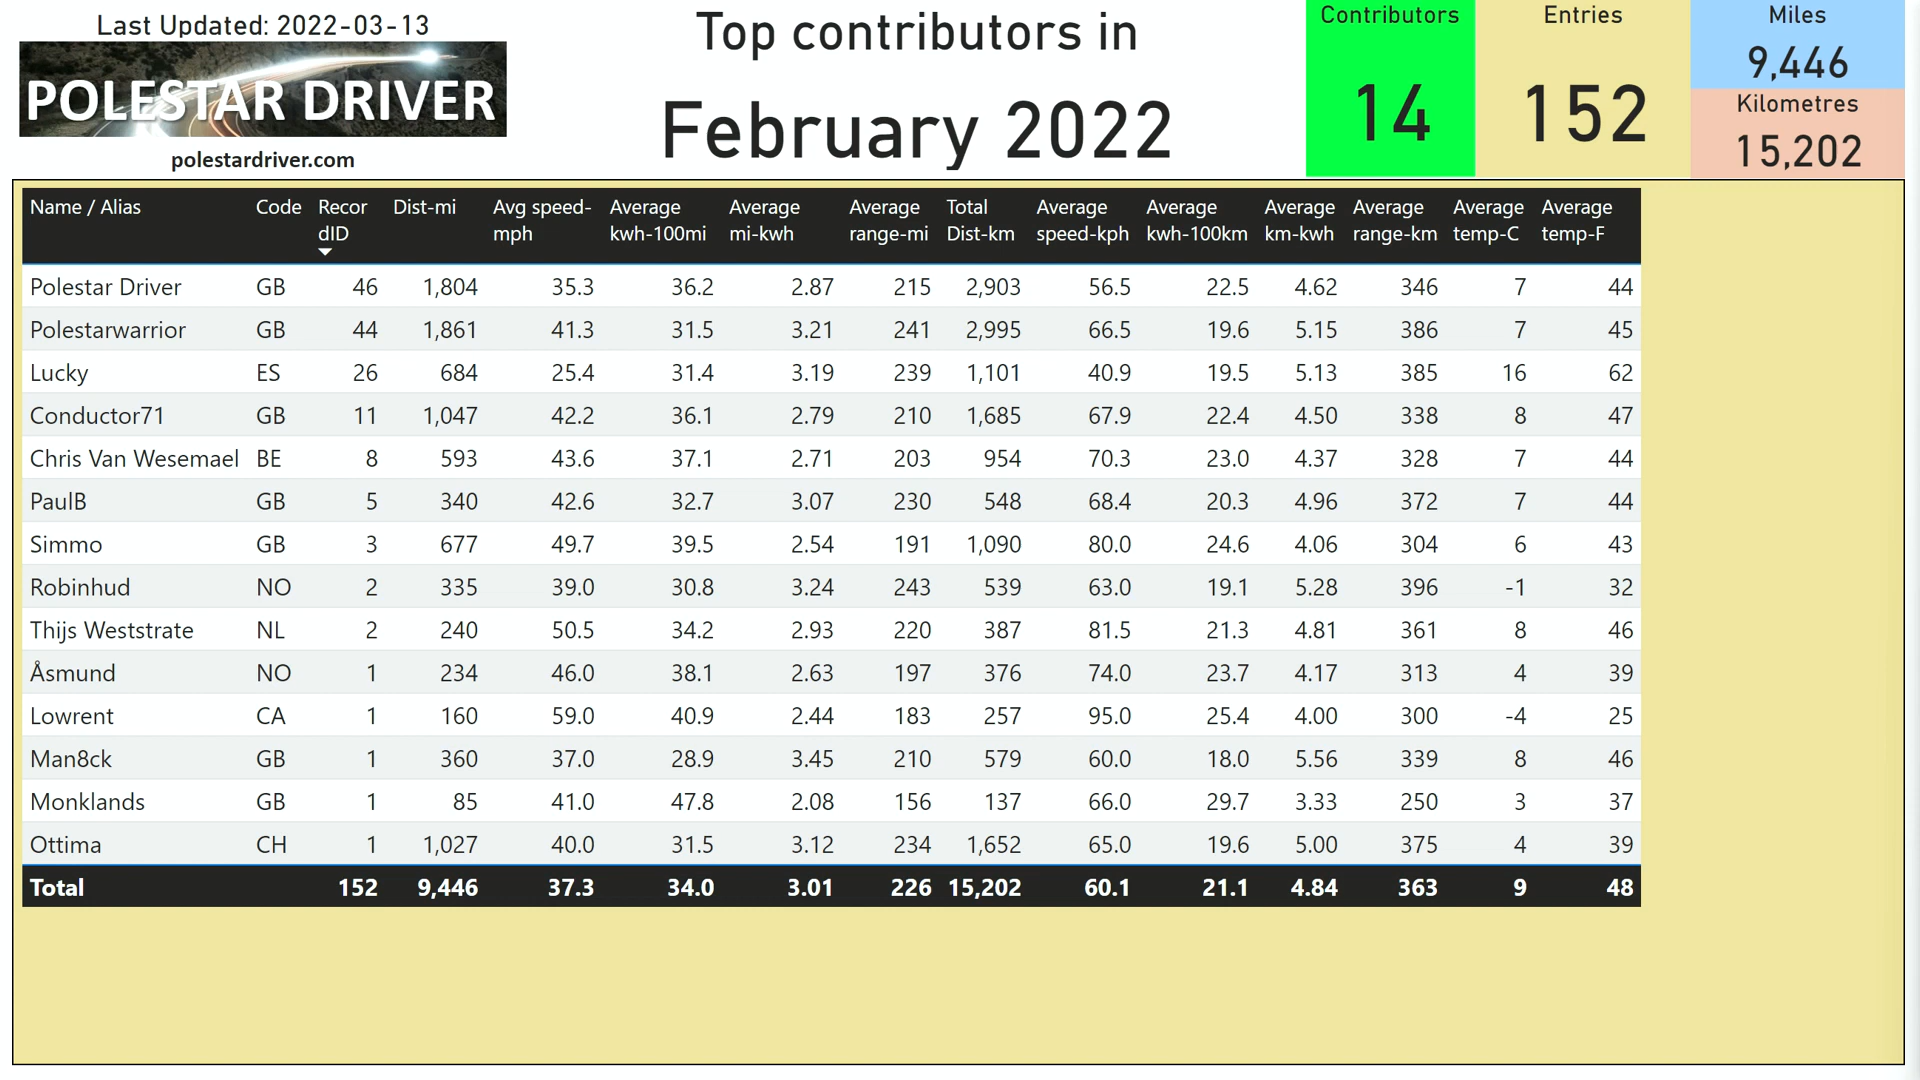 Last Updated: 2022-03-13
POLESTAR DRIVER
polestardriver.com
Top contributors in
February 2022
Contributors
14
Entries
152
Miles
9,446
Kilometres
15,202
Name / Alias Code Recor dID Dist-mi Avg speed-mph Average kwh-100mi Average mi-kwh Average range-mi Total Dist-km Average speed-kph Average kwh-100km Average km-kwh Average range-km Average temp-C Average temp-F
Polestar Driver GB 46 1,804 35.3 36.2 2.87 215 2,903 56.5 22.5 4.62 346 7 44
Polestarwarrior GB 44 1,861 41.3 31.5 3.21 241 2,995 66.5 19.6 5.15 386 7 45
Lucky ES 26 684 25.4 31.4 3.19 239 1,101 40.9 19.5 5.13 385 16 62
Conductor71 GB 11 1,047 42.2 36.1 2.79 210 1,685 67.9 22.4 4.50 338 8 47
Chris Van Wesemael BE 8 593 43.6 37.1 2.71 203 954 70.3 23.0 4.37 328 7 44
PaulB GB 5 340 42.6 32.7 3.07 230 548 68.4 20.3 4.96 372 7 44
Simmo GB 3 677 49.7 39.5 2.54 191 1,090 80.0 24.6 4.06 304 6 43
Robinhud NO 2 335 39.0 30.8 3.24 243 539 63.0 19.1 5.28 396 -1 32
Thijs Weststrate NL 2 240 50.5 34.2 2.93 220 387 81.5 21.3 4.81 361 8 46
Åsmund NO 1 234 46.0 38.1 2.63 197 376 74.0 23.7 4.17 313 4 39
Lowrent CA 1 160 59.0 40.9 2.44 183 257 95.0 25.4 4.00 300 -4 25
Man8ck GB 1 360 37.0 28.9 3.45 210 579 60.0 18.0 5.56 339 8 46
Monklands GB 1 85 41.0 47.8 2.08 156 137 66.0 29.7 3.33 250 3 37
Ottima CH 1 1,027 40.0 31.5 3.12 234 1,652 65.0 19.6 5.00 375 4 39
Total 152 9,446 37.3 34.0 3.01 226 15,202 60.1 21.1 4.84 363 9 48